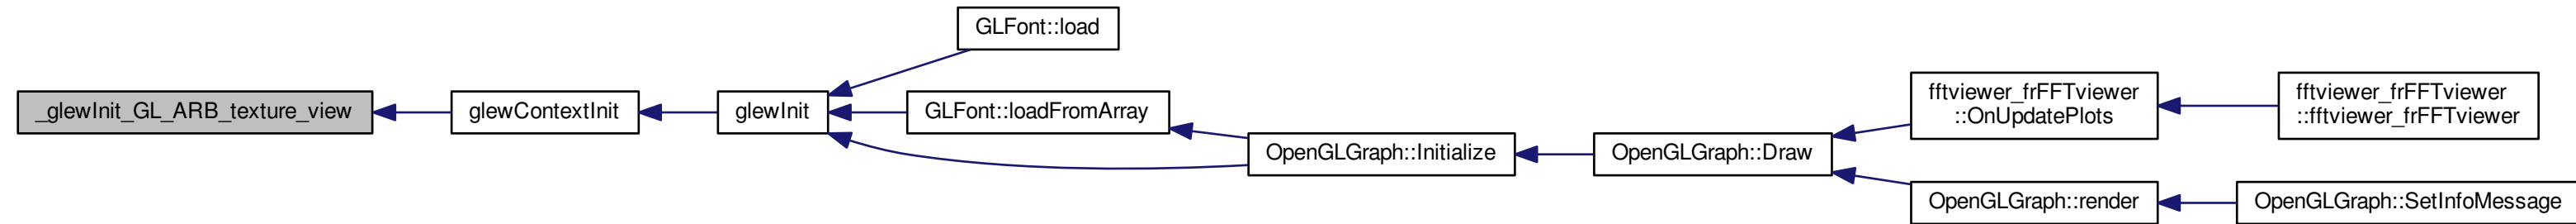 _glewInit_GL_ARB_texture_view
glewContextInit
glewInit
GLFont::load
GLFont::loadFromArray
OpenGLGraph::Initialize
OpenGLGraph::Draw
fftviewer_frFFTviewer
::OnUpdatePlots
fftviewer_frFFTviewer
::fftviewer_frFFTviewer
OpenGLGraph::render
OpenGLGraph::SetInfoMessage